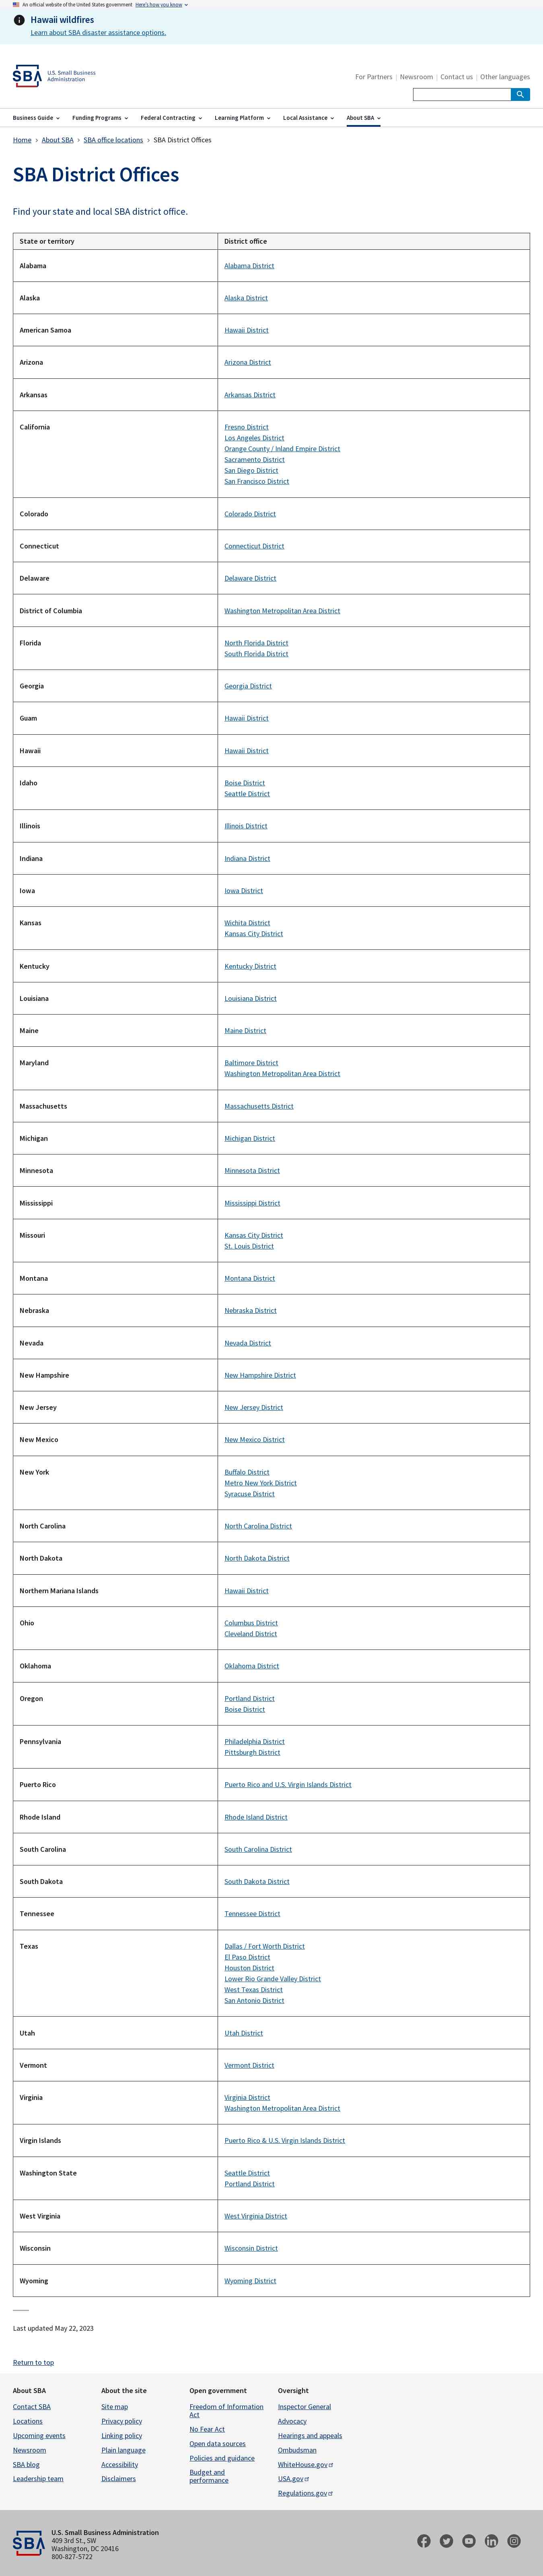 An official website of the United States government Here's how you know
Hawaii wildfires
Learn about SBA disaster assistance options.
SBA U.S. Small Business Administration
For Partners | Newsroom | Contact us | Other languages
Business Guide Funding Programs Federal Contracting Learning Platform Local Assistance About SBA
Home About SBA SBA office locations SBA District Offices
SBA District Offices
Find your state and local SBA district office.
State or territory District office
Alabama Alabama District
Alaska Alaska District
American Samoa Hawaii District
Arizona Arizona District
Arkansas Arkansas District
California Fresno District
Los Angeles District
Orange County / Inland Empire District
Sacramento District
San Diego District
San Francisco District
Colorado Colorado District
Connecticut Connecticut District
Delaware Delaware District
District of Columbia Washington Metropolitan Area District
Florida North Florida District
South Florida District
Georgia Georgia District
Guam Hawaii District
Hawaii Hawaii District
Idaho Boise District
Seattle District
Illinois Illinois District
Indiana Indiana District
Iowa Iowa District
Kansas Wichita District
Kansas City District
Kentucky Kentucky District
Louisiana Louisiana District
Maine Maine District
Maryland Baltimore District
Washington Metropolitan Area District
Massachusetts Massachusetts District
Michigan Michigan District
Minnesota Minnesota District
Mississippi Mississippi District
Missouri Kansas City District
St. Louis District
Montana Montana District
Nebraska Nebraska District
Nevada Nevada District
New Hampshire New Hampshire District
New Jersey New Jersey District
New Mexico New Mexico District
New York Buffalo District
Metro New York District
Syracuse District
North Carolina North Carolina District
North Dakota North Dakota District
Northern Mariana Islands Hawaii District
Ohio Columbus District
Cleveland District
Oklahoma Oklahoma District
Oregon Portland District
Boise District
Pennsylvania Philadelphia District
Pittsburgh District
Puerto Rico Puerto Rico and U.S. Virgin Islands District
Rhode Island Rhode Island District
South Carolina South Carolina District
South Dakota South Dakota District
Tennessee Tennessee District
Texas Dallas / Fort Worth District
El Paso District
Houston District
Lower Rio Grande Valley District
West Texas District
San Antonio District
Utah Utah District
Vermont Vermont District
Virginia Virginia District
Washington Metropolitan Area District
Virgin Islands Puerto Rico & U.S. Virgin Islands District
Washington State Seattle District
Portland District
West Virginia West Virginia District
Wisconsin Wisconsin District
Wyoming Wyoming District
Last updated May 22, 2023
Return to top
About SBA
Contact SBA
Locations
Upcoming events
Newsroom
SBA blog
Leadership team
About the site
Site map
Privacy policy
Linking policy
Plain language
Accessibility
Disclaimers
Open government
Freedom of Information Act
No Fear Act
Open data sources
Policies and guidance
Budget and performance
Oversight
Inspector General
Advocacy
Hearings and appeals
Ombudsman
WhiteHouse.gov
USA.gov
Regulations.gov
SBA
U.S. Small Business Administration
409 3rd St., SW
Washington, DC 20416
800-827-5722